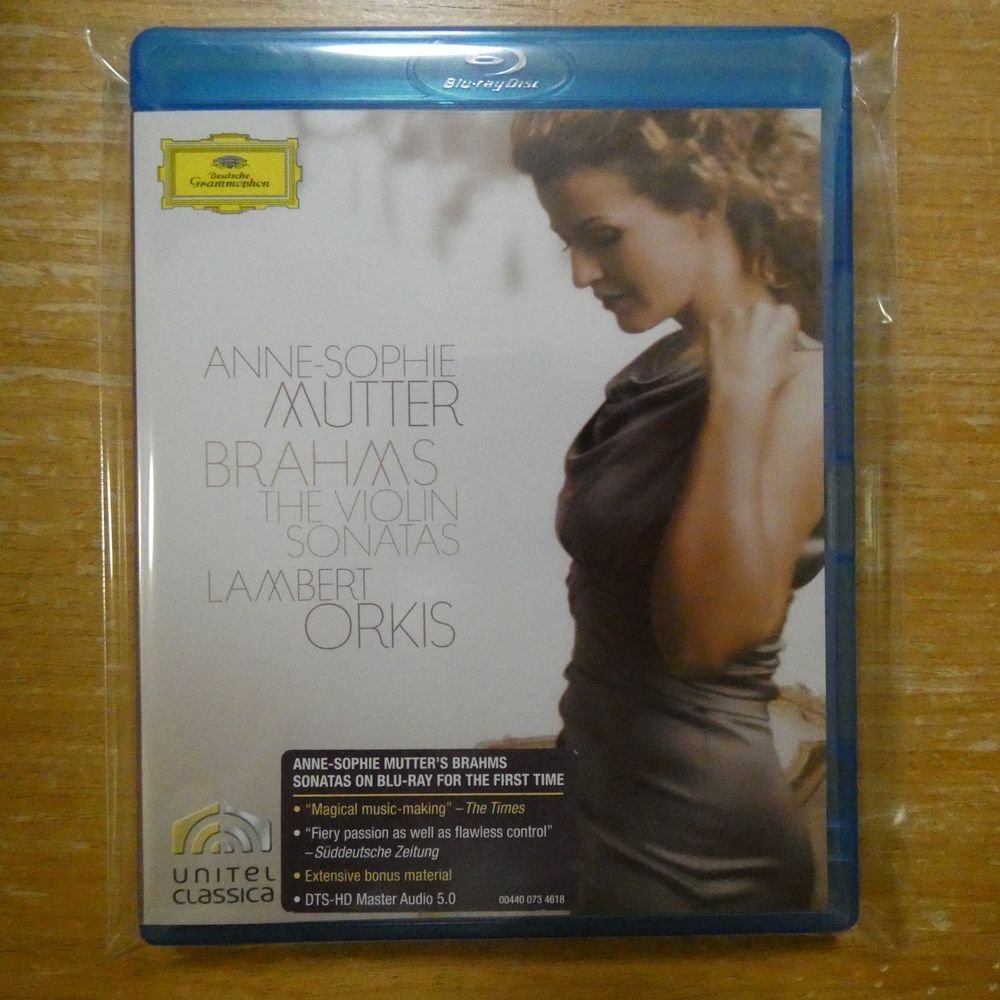 Blu-ray Disc
Deutsche
Grammophon
ANNE-SOPHIE
MUTTER
BRAHMS
THE VIOLIN
SONATAS
LAMBERT
ORKIS
ANNE-SOPHIE MUTTER'S BRAHMS
SONATAS ON BLU-RAY FOR THE FIRST TIME
• "Magical music-making" – The Times
• "Fiery passion as well as flawless control"
– Süddeutsche Zeitung
• Extensive bonus material
• DTS-HD Master Audio 5.0
00440 073 4618
UNITEL
CLASSICA